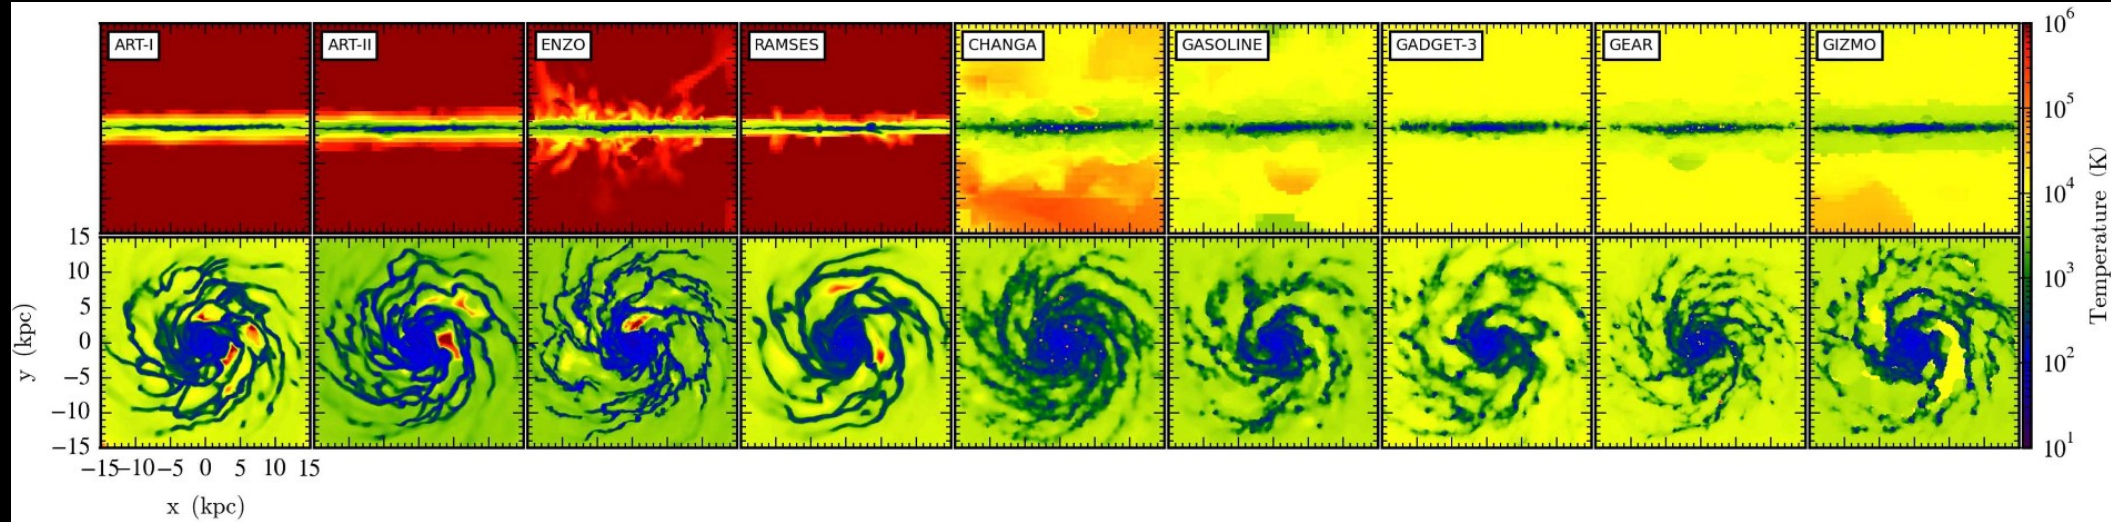 ART-I
ART-II
ENZO
RAMSES
CHANGA
GASOLINE
GADGET-3
GEAR
GIZMO
10^6
10^5
10^4
10^3
10^2
10^1
Temperature (K)
15
10
5
0
−5
−10
−15
y (kpc)
−15 −10 −5 0 5 10 15
x (kpc)